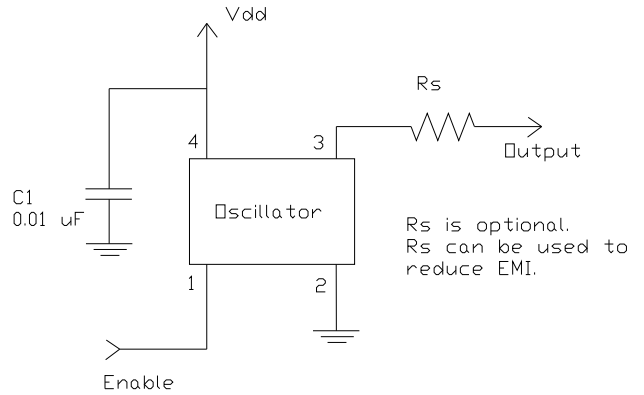 Vdd
Rs
4
3
Output
C1
0.01 uF
Oscillator
Rs is optional.
Rs can be used to
reduce EMI.
1
2
Enable